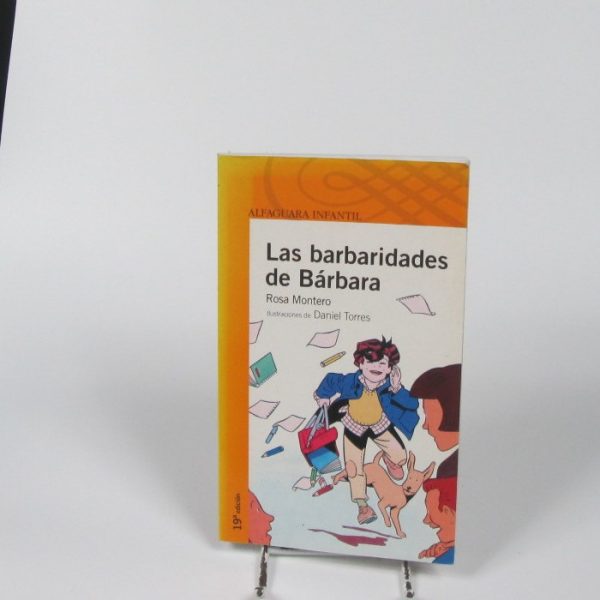 ALFAGUARA INFANTIL
Las barbaridades
de Bárbara
Rosa Montero
Ilustraciones de Daniel Torres
19ª edición